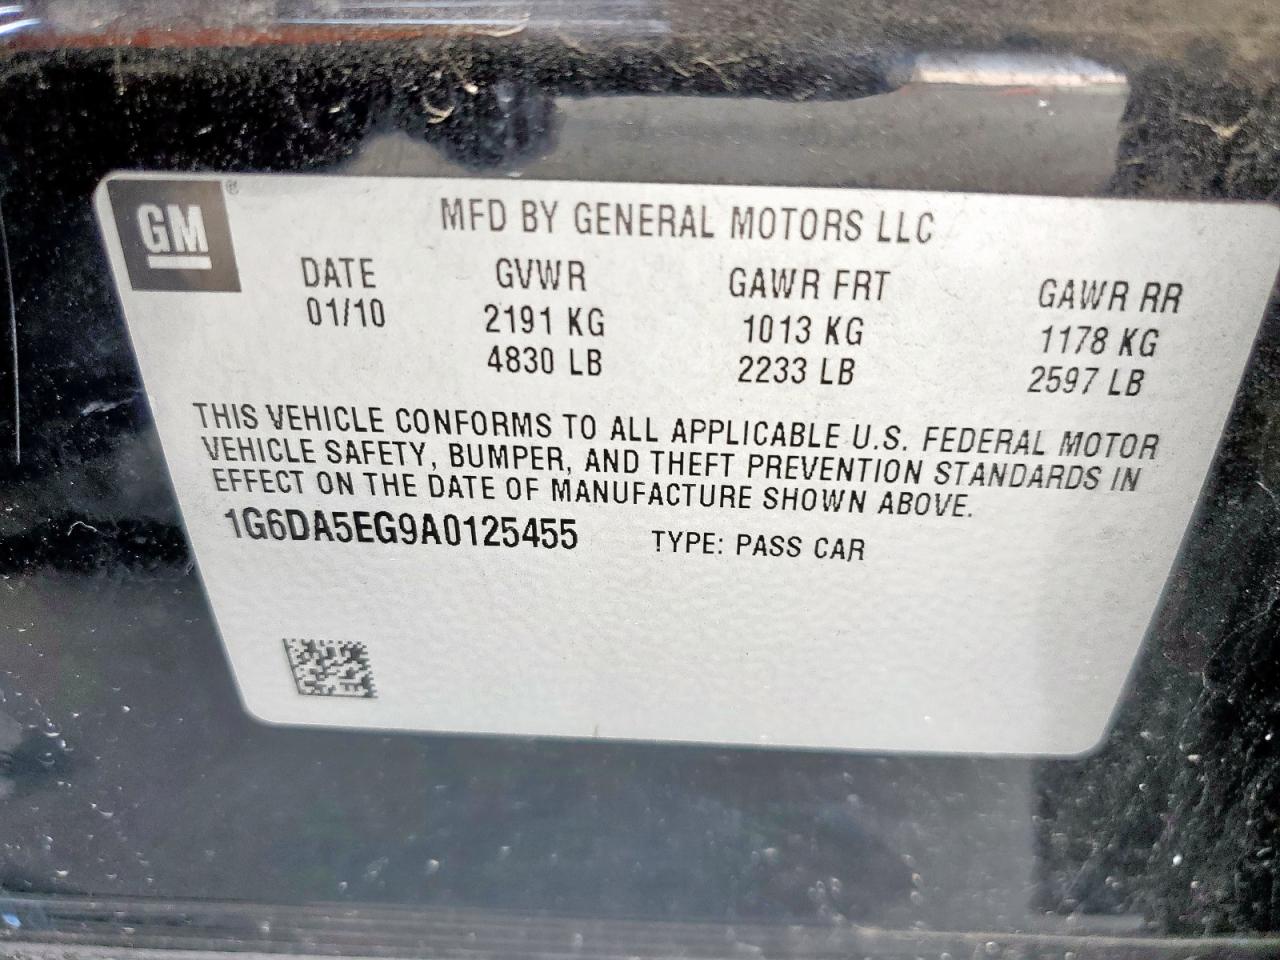 GM ®
MFD BY GENERAL MOTORS LLC
DATE GVWR GAWR FRT GAWR RR
01/10 2191 KG 1013 KG 1178 KG
4830 LB 2233 LB 2597 LB
THIS VEHICLE CONFORMS TO ALL APPLICABLE U.S. FEDERAL MOTOR
VEHICLE SAFETY, BUMPER, AND THEFT PREVENTION STANDARDS IN
EFFECT ON THE DATE OF MANUFACTURE SHOWN ABOVE.
1G6DA5EG9A0125455 TYPE: PASS CAR